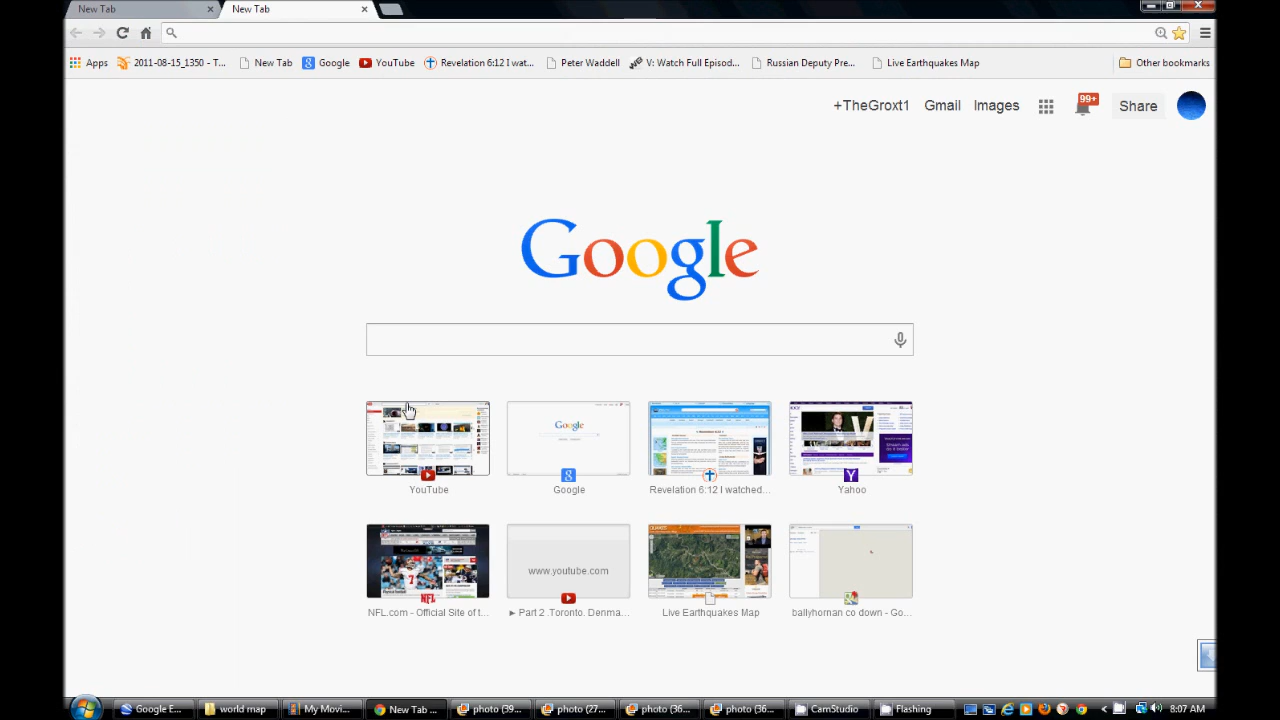 New Tab
New Tab
Apps 2011-08-15_1350 - T... New Tab Google YouTube Revelation 6:12 I wat... Peter Waddell V: Watch Full Episod... Russian Deputy Pre... Live Earthquakes Map Other bookmarks
+TheGroxt1 Gmail Images 99+ Share
Google
YouTube Google Revelation 6:12 I watched... Yahoo
www.youtube.com
NFL.com - Official Site of t... ► Part 2 .Toronto. Denma... Live Earthquakes Map ballyhornan co down - Go...
Google E... world map My Movi... New Tab ... photo (39... photo (27... photo (36... photo (36... CamStudio Flashing 8:07 AM